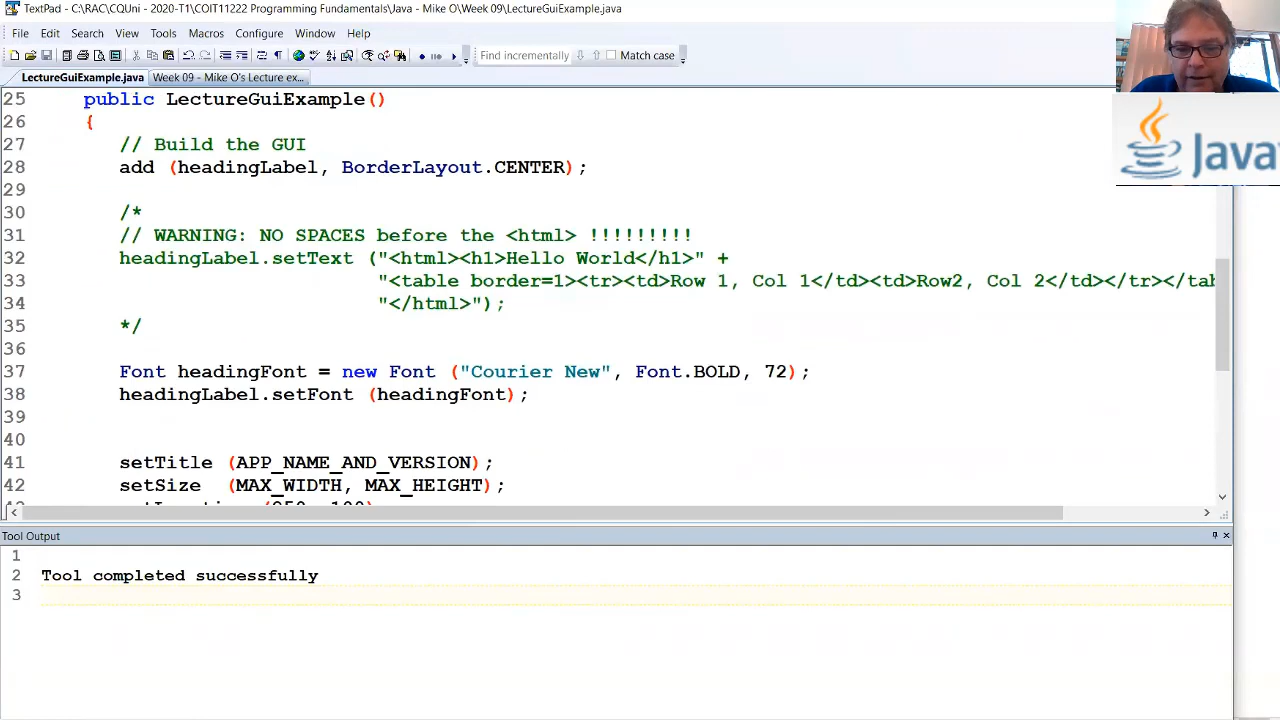 TextPad - C:\RAC\CQUni - 2020-T1\COIT11222 Programming Fundamentals\Java - Mike O\Week 09\LectureGuiExample.java
File Edit Search View Tools Macros Configure Window Help
Find incrementally Match case
LectureGuiExample.java Week 09 - Mike O's Lecture ex...
25 public LectureGuiExample()
26 {
27 // Build the GUI
28 add (headingLabel, BorderLayout.CENTER);
29
30 /*
31 // WARNING: NO SPACES before the <html> !!!!!!!!!
32 headingLabel.setText ("<html><h1>Hello World</h1>" +
33 "<table border=1><tr><td>Row 1, Col 1</td><td>Row2, Col 2</td></tr></tab
34 "</html>");
35 */
36
37 Font headingFont = new Font ("Courier New", Font.BOLD, 72);
38 headingLabel.setFont (headingFont);
39
40
41 setTitle (APP_NAME_AND_VERSION);
42 setSize (MAX_WIDTH, MAX_HEIGHT);
Java
Tool Output
1
2 Tool completed successfully
3